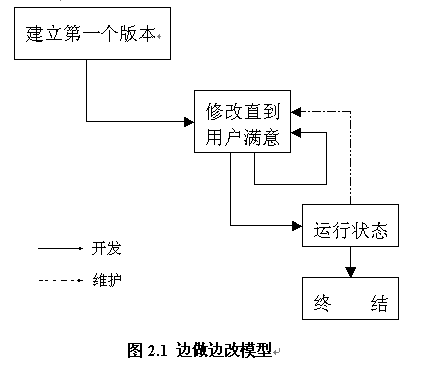 建立第一个版本
修改直到
用户满意
运行状态
开发
维护
终 结
图 2.1 边做边改模型